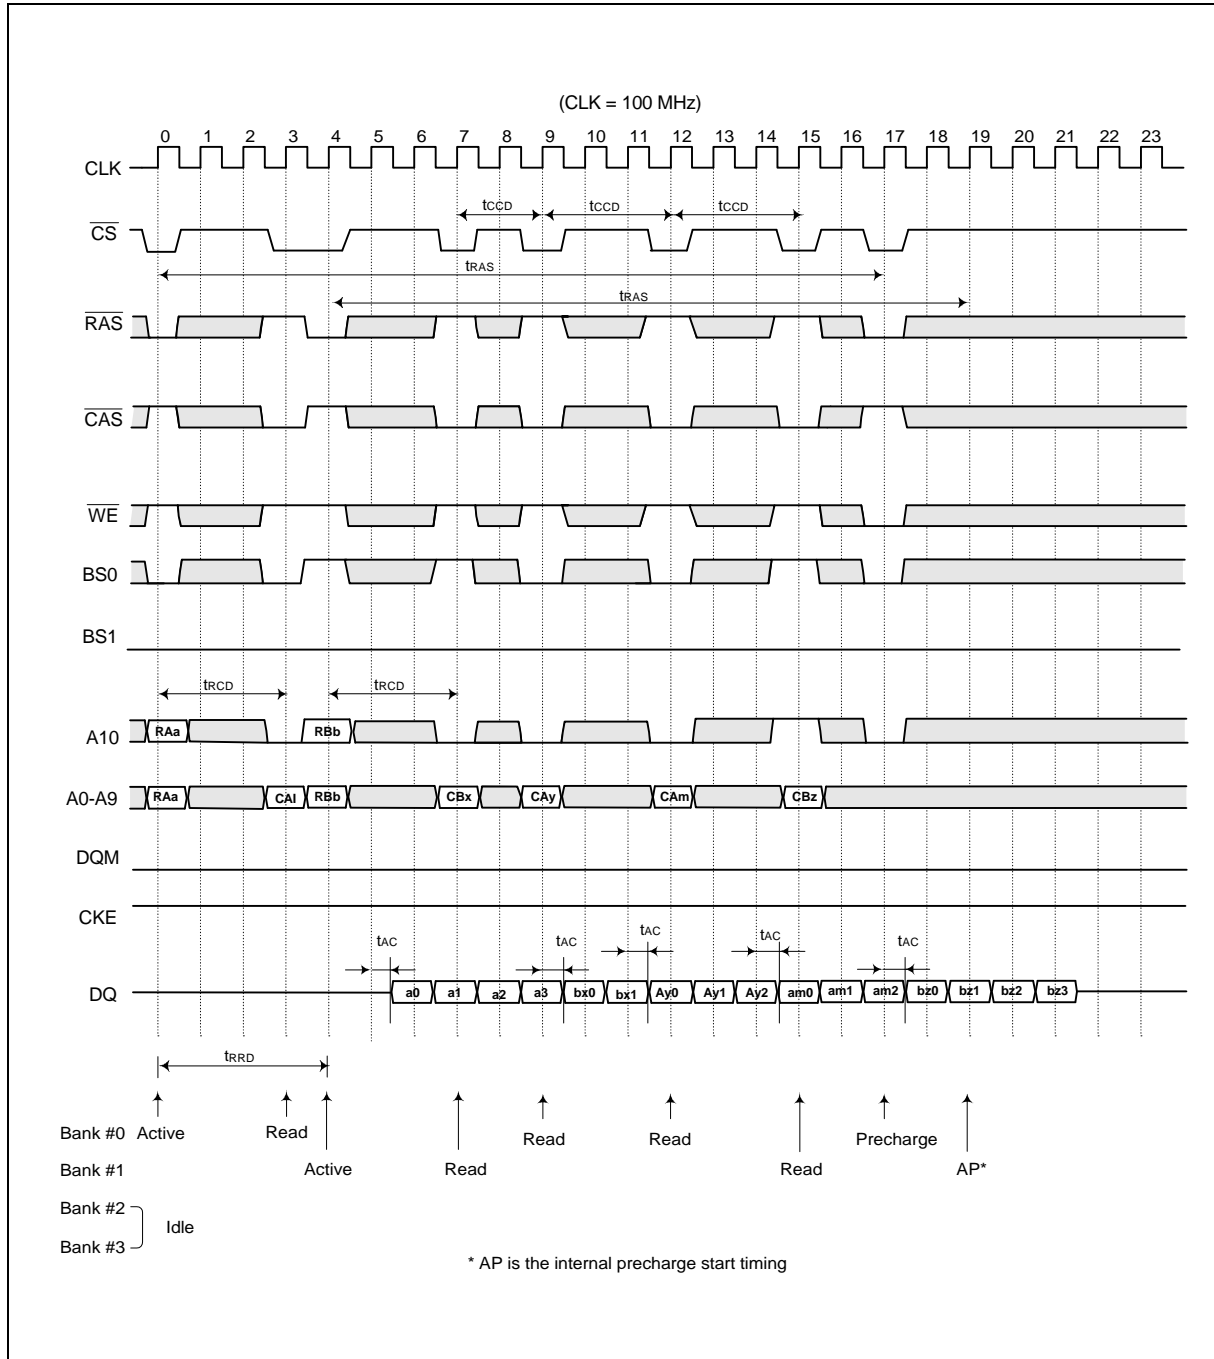 (CLK = 100 MHz)
0 1 2 3 4 5 6 7 8 9 10 11 12 13 14 15 16 17 18 19 20 21 22 23
CLK
tCCD tCCD tCCD
CS
tRAS
tRAS
RAS
CAS
WE
BS0
BS1
tRCD tRCD
A10 RAa RBb
A0-A9 RAa CAI RBb CBx CAy CAm CBz
DQM
CKE
tAC tAC tAC tAC tAC
DQ a0 a1 a2 a3 bx0 bx1 Ay0 Ay1 Ay2 am0 am1 am2 bz0 bz1 bz2 bz3
tRRD
Bank #0 Active Read Read Read Precharge
Bank #1 Active Read Read AP*
Bank #2
Idle
Bank #3
* AP is the internal precharge start timing